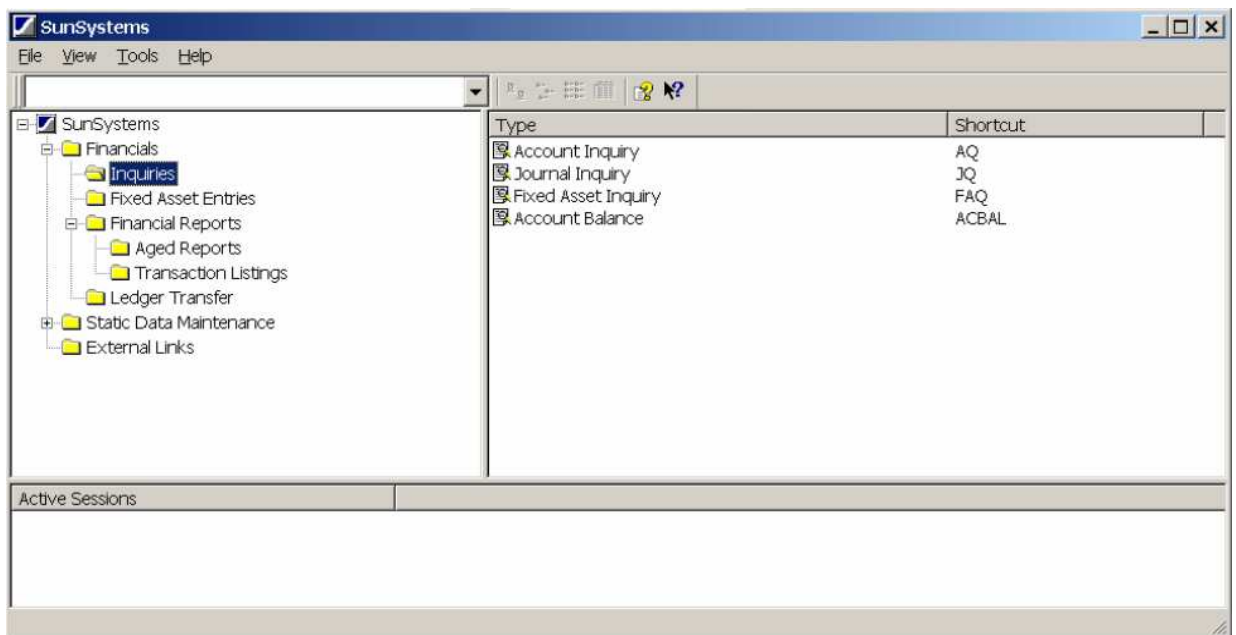 SunSystems
File View Tools Help
SunSystems
Financials
Inquiries
Fixed Asset Entries
Financial Reports
Aged Reports
Transaction Listings
Ledger Transfer
Static Data Maintenance
External Links
Type Shortcut
Account Inquiry AQ
Journal Inquiry JQ
Fixed Asset Inquiry FAQ
Account Balance ACBAL
Active Sessions